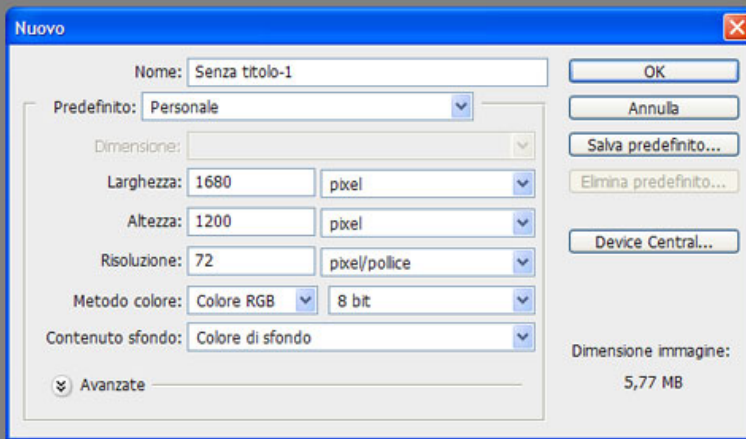 Nuovo
Nome: Senza titolo-1
OK
Predefinito: Personale
Annulla
Dimensione:
Salva predefinito...
Larghezza: 1680 pixel
Elimina predefinito...
Altezza: 1200 pixel
Risoluzione: 72 pixel/pollice
Device Central...
Metodo colore: Colore RGB 8 bit
Contenuto sfondo: Colore di sfondo
Dimensione immagine:
5,77 MB
Avanzate